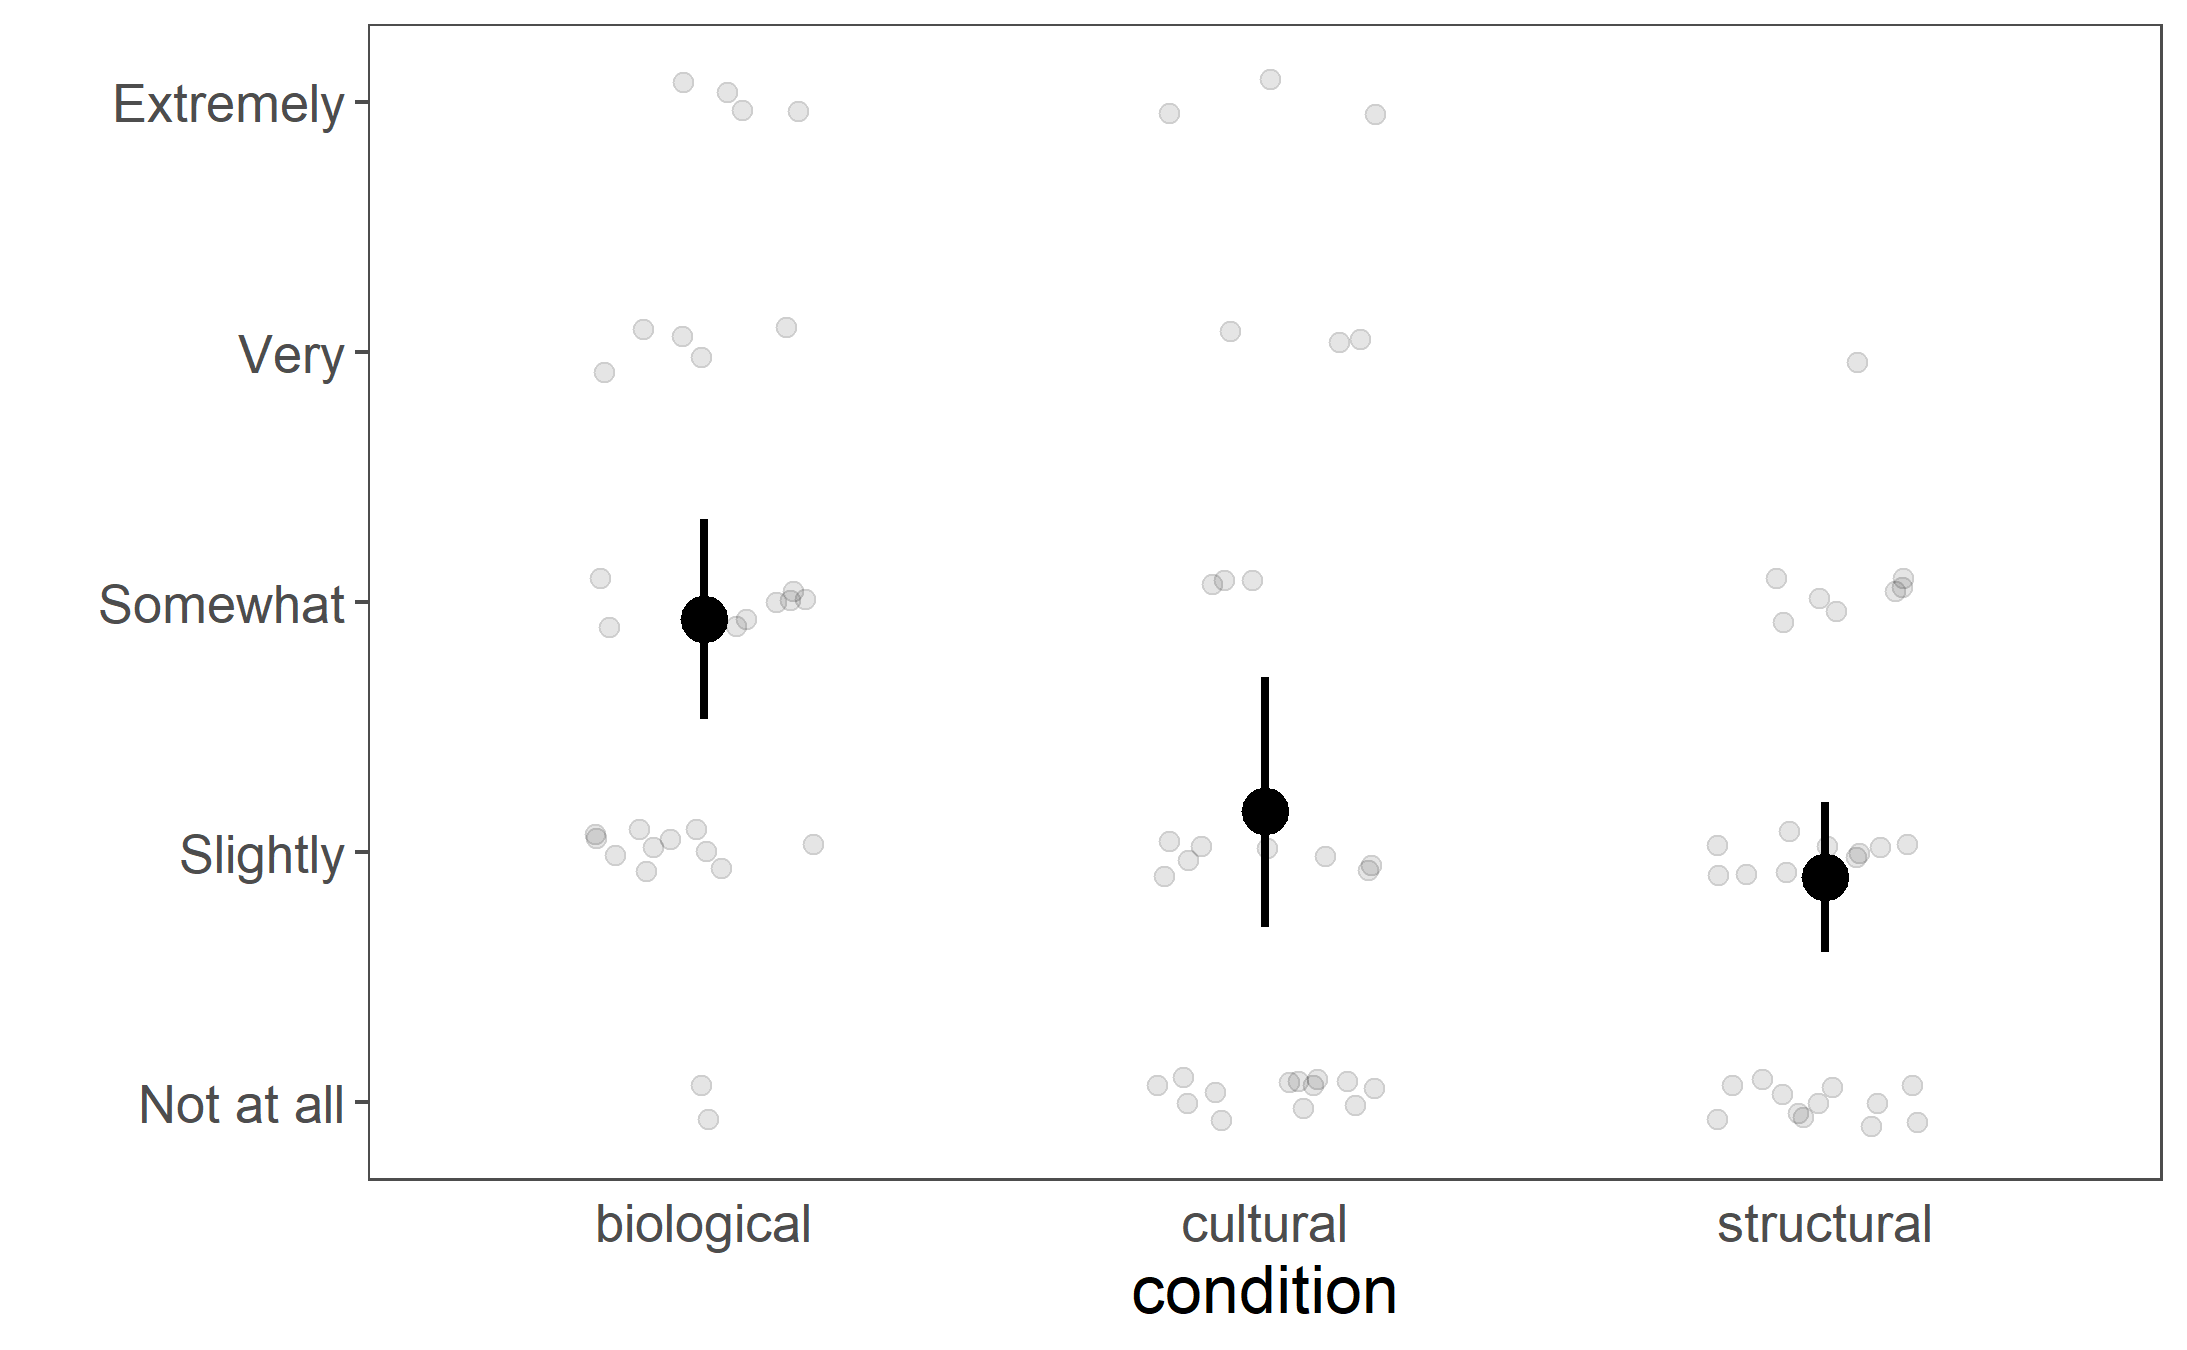 Extremely
Very
Somewhat
Slightly
Not at all
biological
cultural
structural
condition